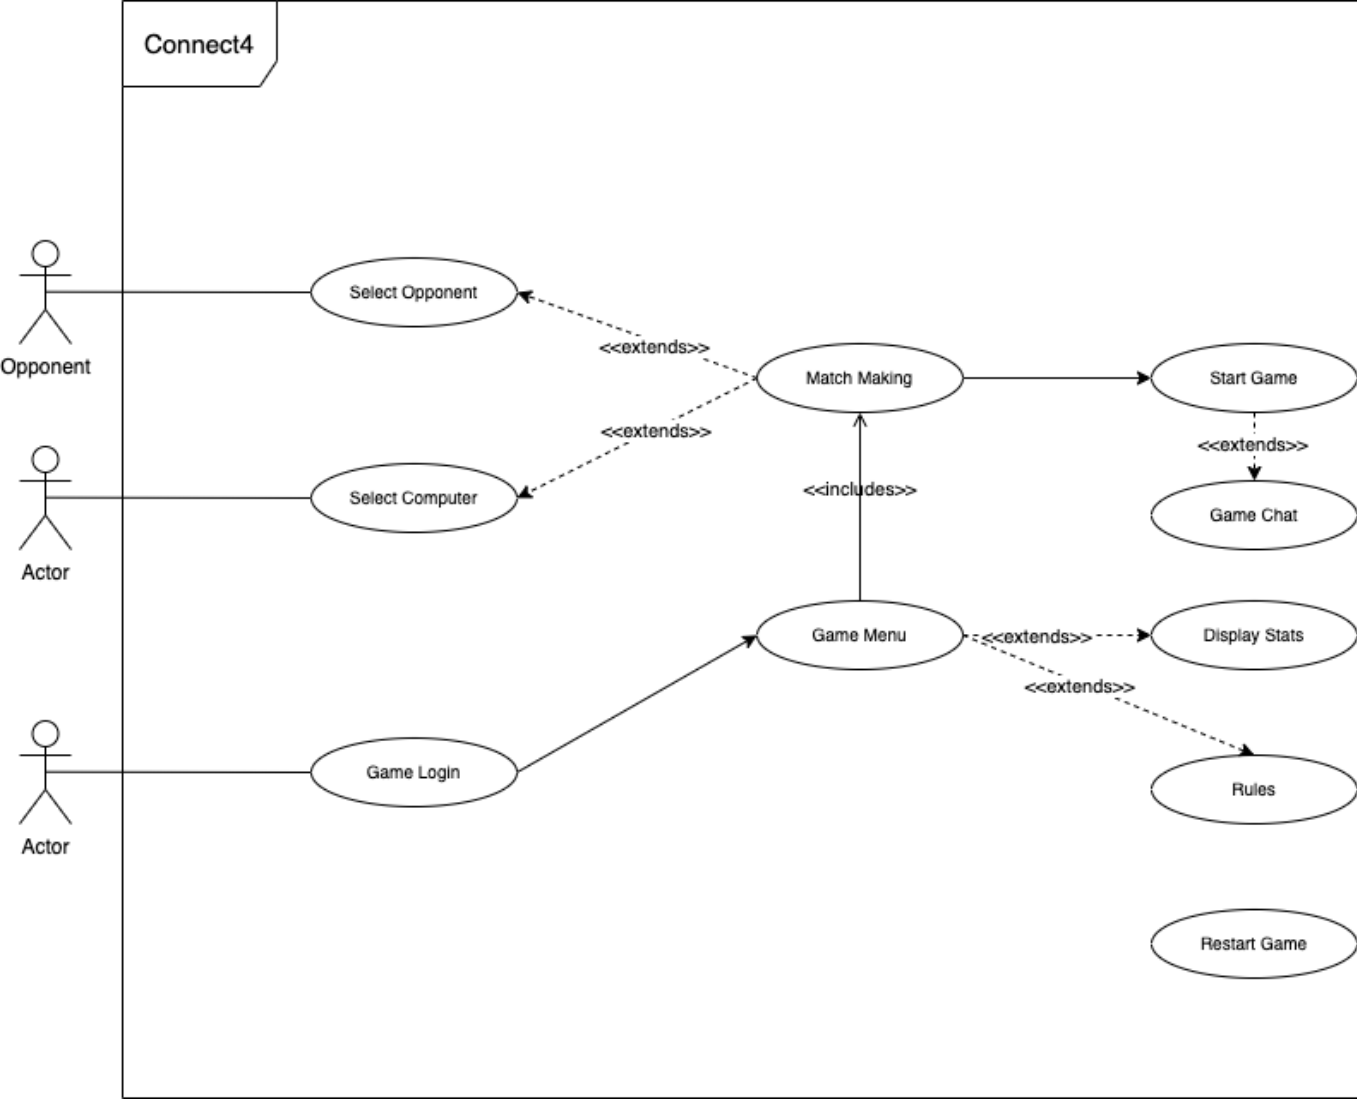 Connect4
Select Opponent
Opponent
<<extends>>
Match Making
Start Game
<<extends>>
<<extends>>
Select Computer
<<includes>>
Game Chat
Actor
Game Menu
<<extends>>
Display Stats
<<extends>>
Game Login
Rules
Actor
Restart Game